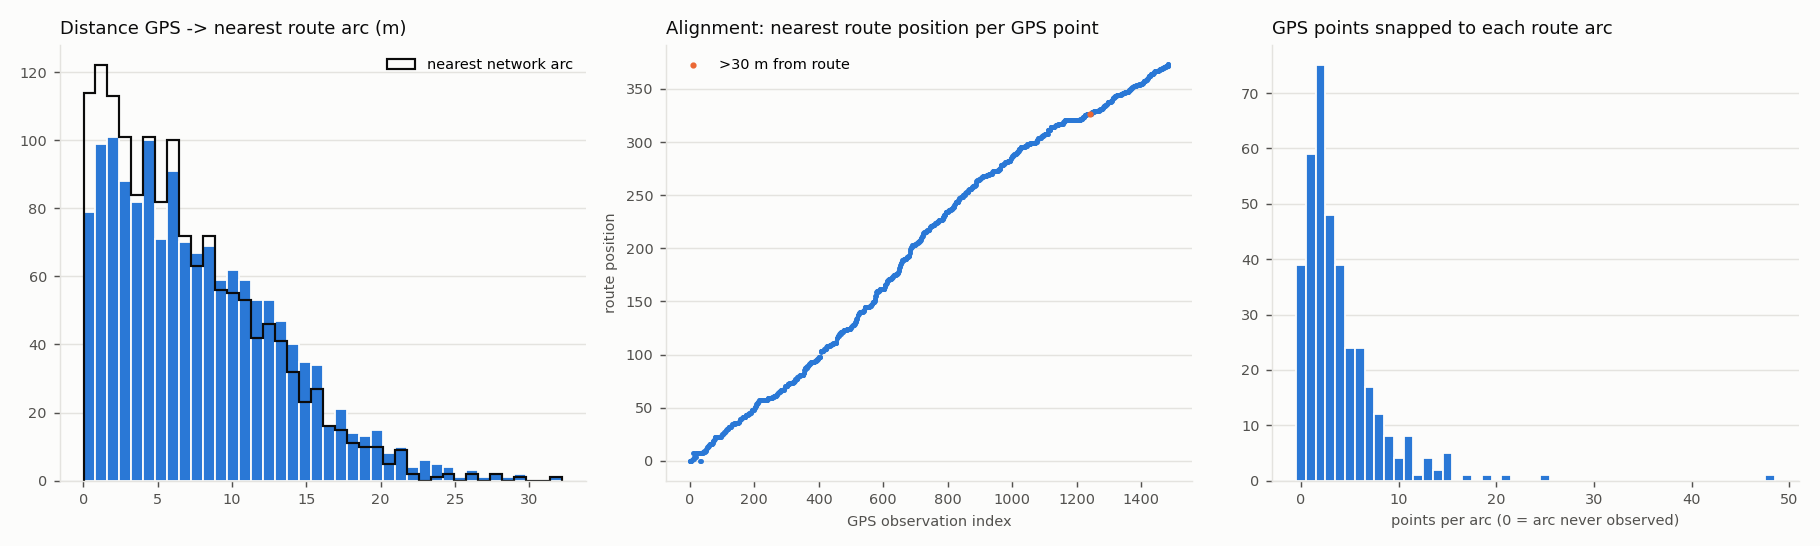 Distance GPS -> nearest route arc (m)
nearest network arc
120
100
80
60
40
20
0
0 5 10 15 20 25 30
Alignment: nearest route position per GPS point
>30 m from route
route position
350
300
250
200
150
100
50
0
0 200 400 600 800 1000 1200 1400
GPS observation index
GPS points snapped to each route arc
70
60
50
40
30
20
10
0
0 10 20 30 40 50
points per arc (0 = arc never observed)